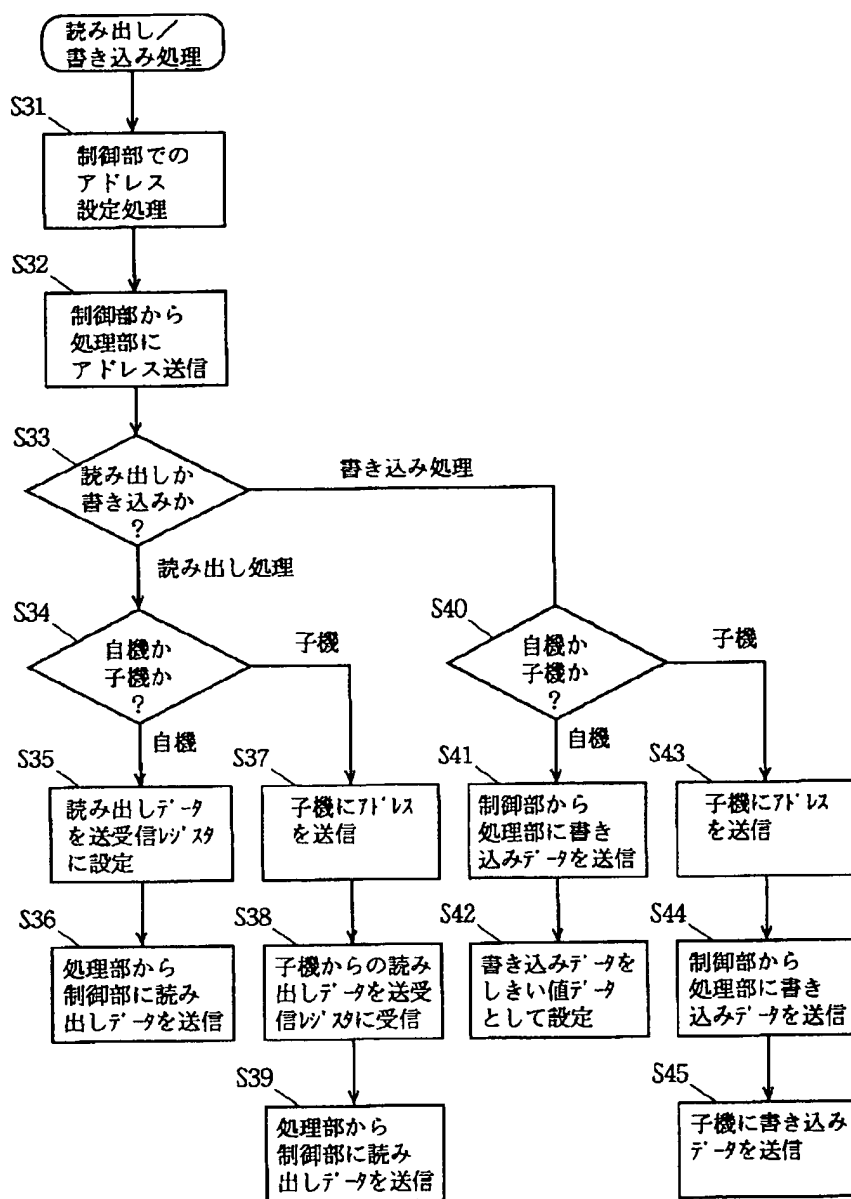 読み出し／
書き込み処理
S31
制御部での
アドレス
設定処理
S32
制御部から
処理部に
アドレス送信
S33
読み出しか
書き込みか
?
書き込み処理
読み出し処理
S34
自機か
子機か
?
子機
自機
S40
自機か
子機か
?
子機
自機
S35
読み出しデータ
を送受信レジスタ
に設定
S37
子機にアドレス
を送信
S41
制御部から
処理部に書き
込みデータを送信
S43
子機にアドレス
を送信
S36
処理部から
制御部に読み
出しデータを送信
S38
子機からの読み
出しデータを送受
信レジスタに受信
S42
書き込みデータを
しきい値データ
として設定
S44
制御部から
処理部に書き
込みデータを送信
S39
処理部から
制御部に読み
出しデータを送信
S45
子機に書き込み
データを送信